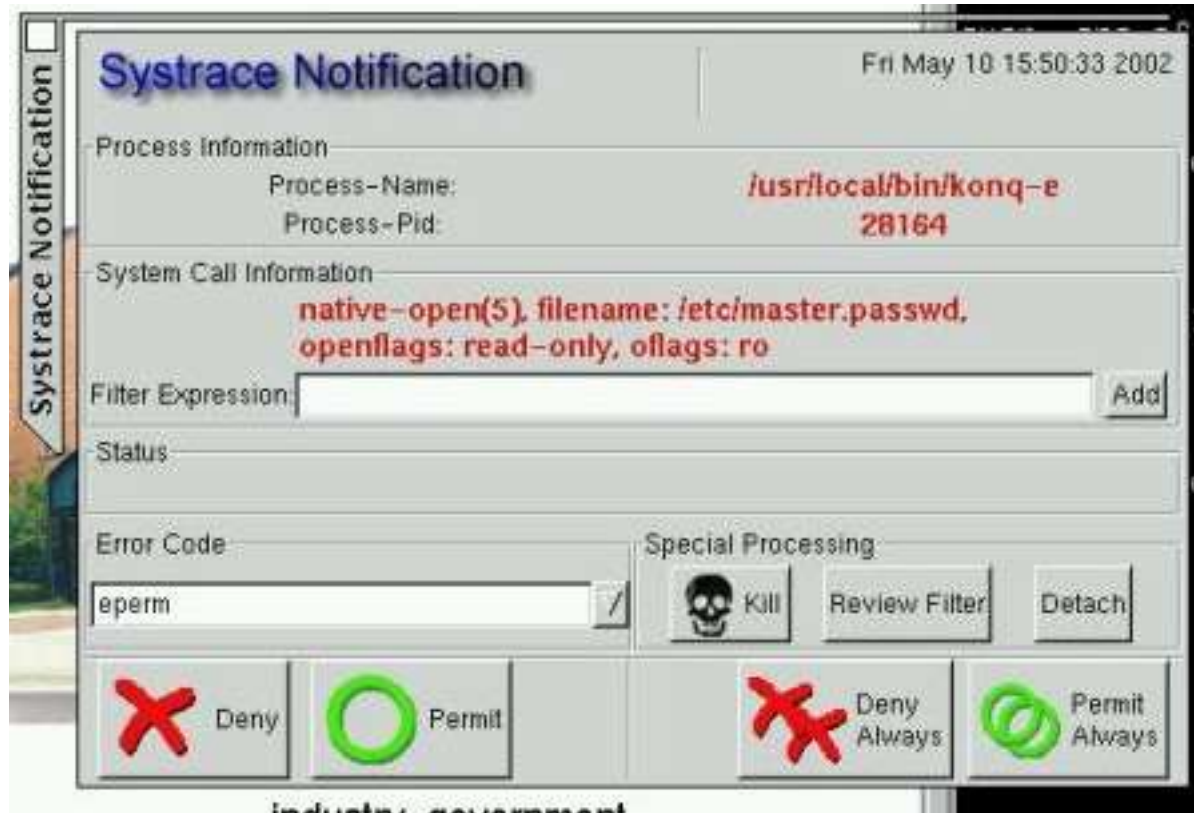 Systrace Notification
Systrace Notification
Fri May 10 15:50:33 2002
Process Information
Process-Name: /usr/local/bin/konq-e
Process-Pid: 28164
System Call Information
native-open(5), filename: /etc/master.passwd,
openflags: read-only, oflags: ro
Filter Expression: Add
Status
Error Code
Special Processing
eperm
Kill
Review Filter
Detach
Deny
Permit
Deny Always
Permit Always
industry, government